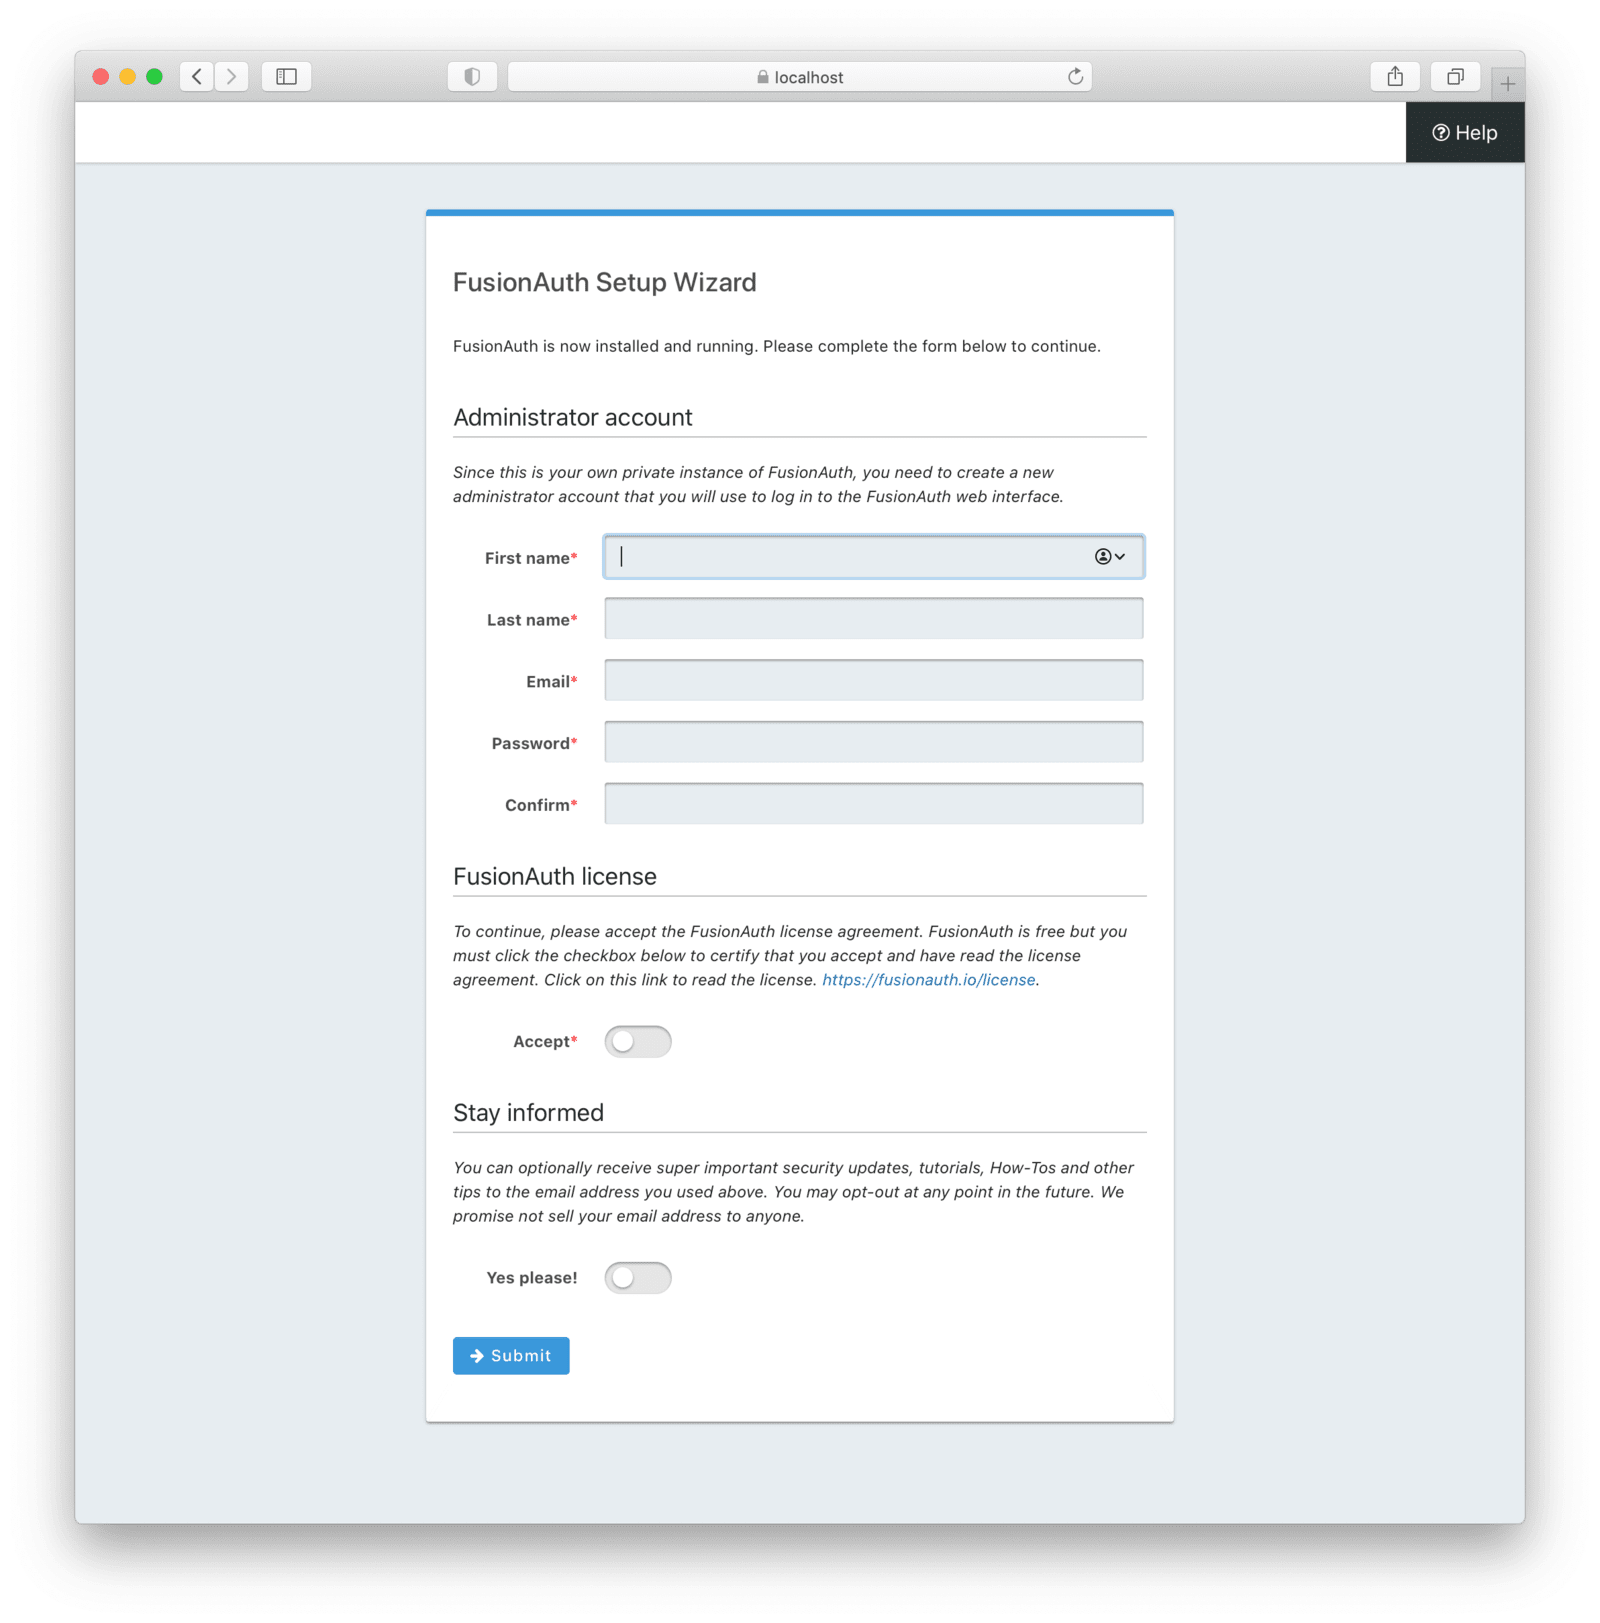 localhost
Help
FusionAuth Setup Wizard
FusionAuth is now installed and running. Please complete the form below to continue.
Administrator account
Since this is your own private instance of FusionAuth, you need to create a new
administrator account that you will use to log in to the FusionAuth web interface.
First name*
Last name*
Email*
Password*
Confirm*
FusionAuth license
To continue, please accept the FusionAuth license agreement. FusionAuth is free but you
must click the checkbox below to certify that you accept and have read the license
agreement. Click on this link to read the license. https://fusionauth.io/license.
Accept*
Stay informed
You can optionally receive super important security updates, tutorials, How-Tos and other
tips to the email address you used above. You may opt-out at any point in the future. We
promise not sell your email address to anyone.
Yes please!
Submit